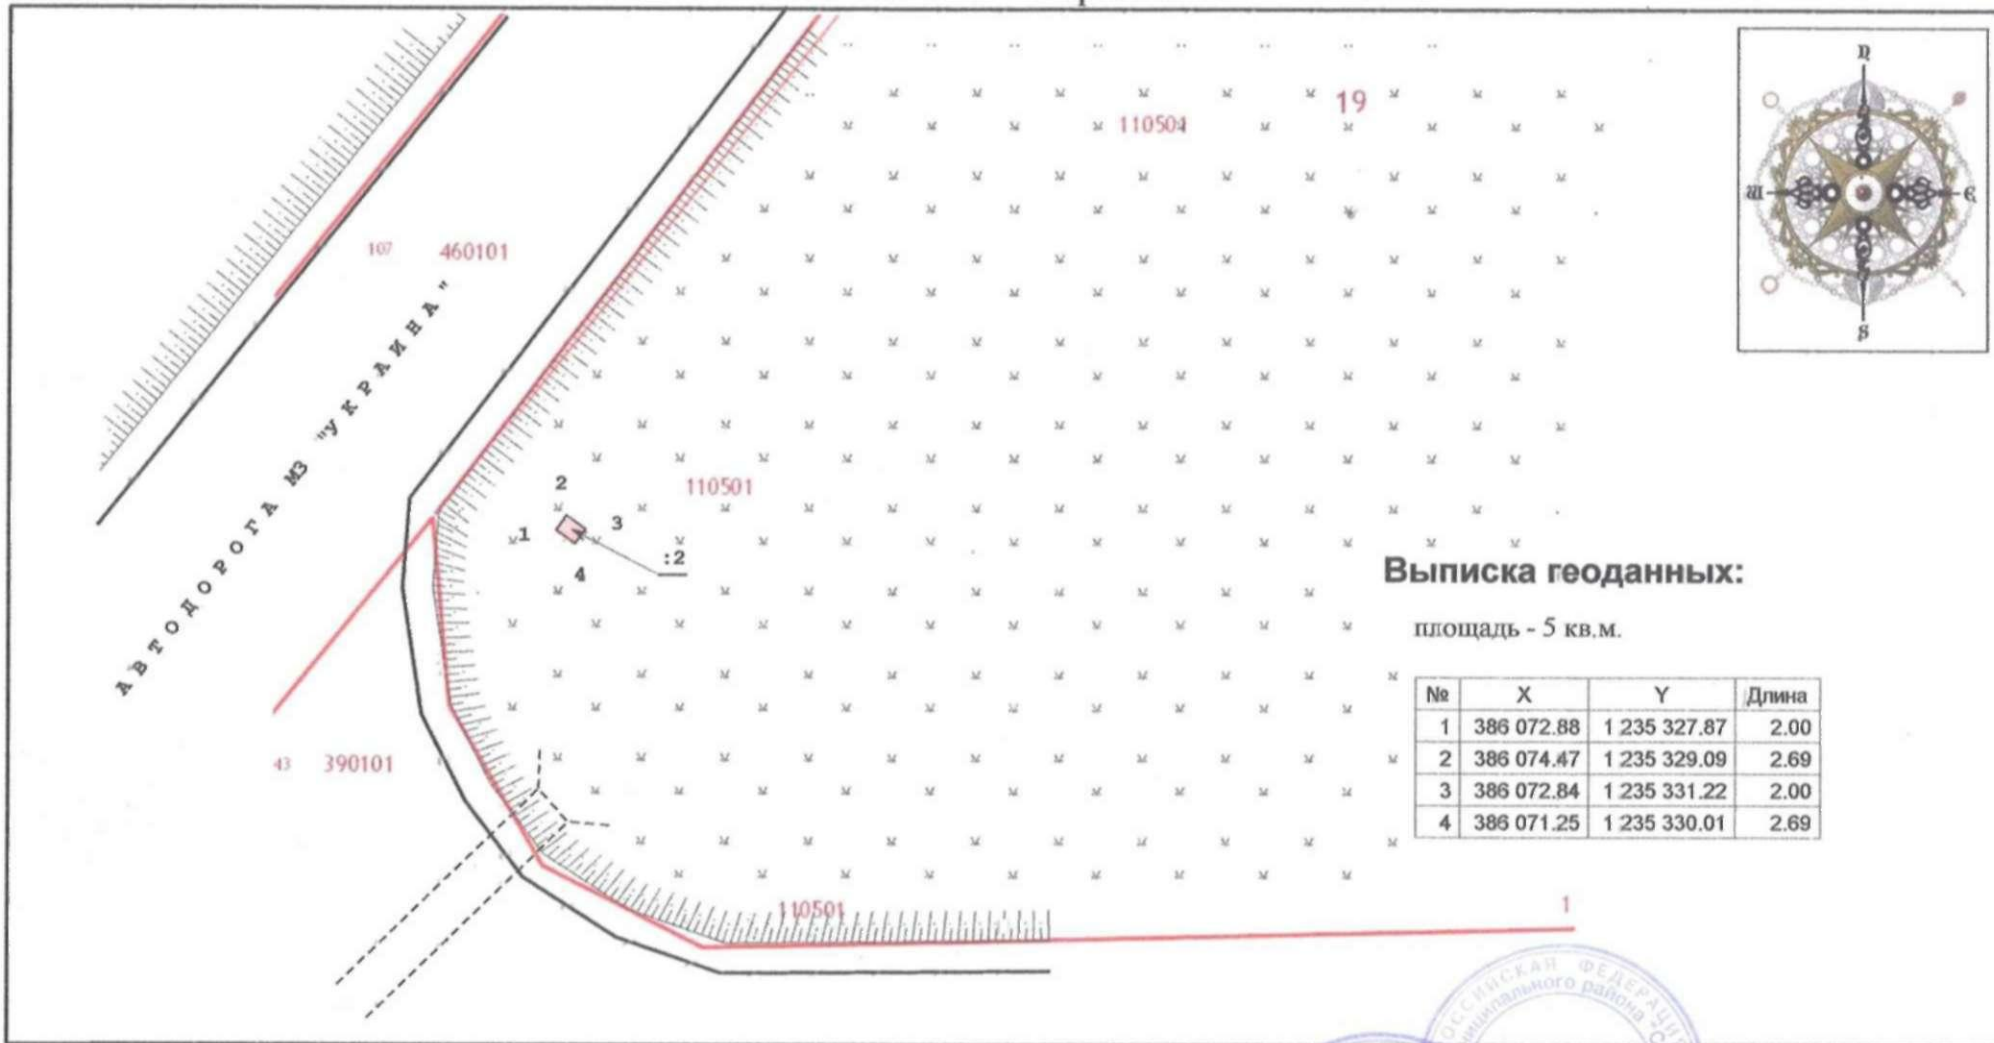 N
Ш
E
S
19
110501
107 460101
АВТОДОРОГА М3 "УКРАИНА"
110501
2
1
3
4
:2
Выписка геоданных:
площадь - 5 кв.м.
№ X Y Длина
1 386 072.88 1 235 327.87 2.00
2 386 074.47 1 235 329.09 2.69
3 386 072.84 1 235 331.22 2.00
4 386 071.25 1 235 330.01 2.69
43 390101
110501
1
РОССИЙСКАЯ ФЕДЕРАЦИ
района